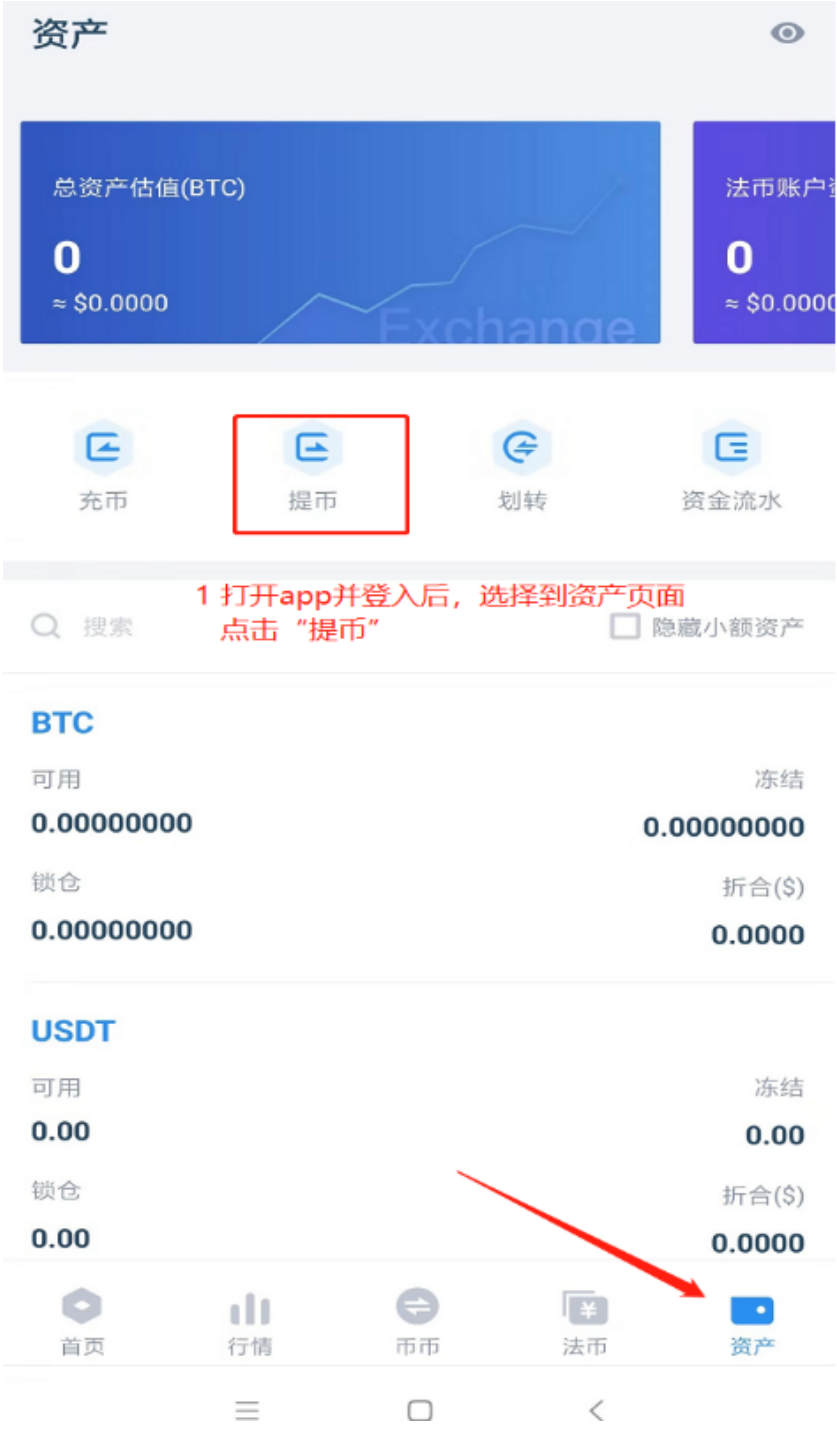 资产
总资产估值(BTC)
0
≈ $0.0000
Exchange
法币账户
0
≈ $0.0000
充币
提币
划转
资金流水
1 打开app并登入后，选择到资产页面
点击“提币”
搜索
隐藏小额资产
BTC
可用
冻结
0.00000000
0.00000000
锁仓
折合($)
0.00000000
0.0000
USDT
可用
冻结
0.00
0.00
锁仓
折合($)
0.00
0.0000
首页
行情
币币
法币
资产